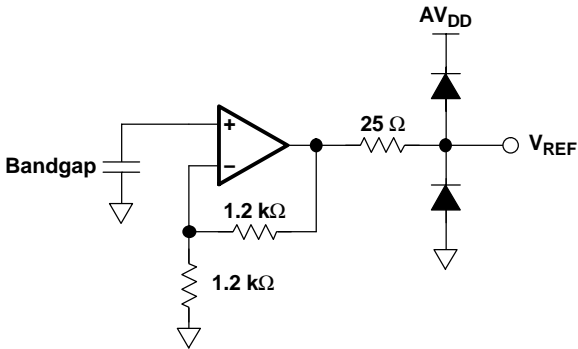 AVDD
25 Ω
+
VREF
Bandgap
−
1.2 kΩ
1.2 kΩ